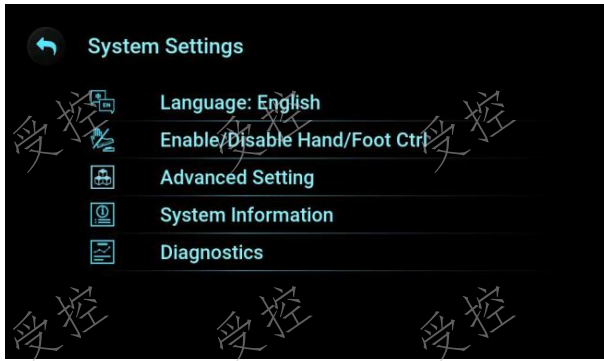 System Settings
Language: English
Enable/Disable Hand/Foot Ctrl
Advanced Setting
System Information
Diagnostics
受控 受控 受控
受控 受控 受控